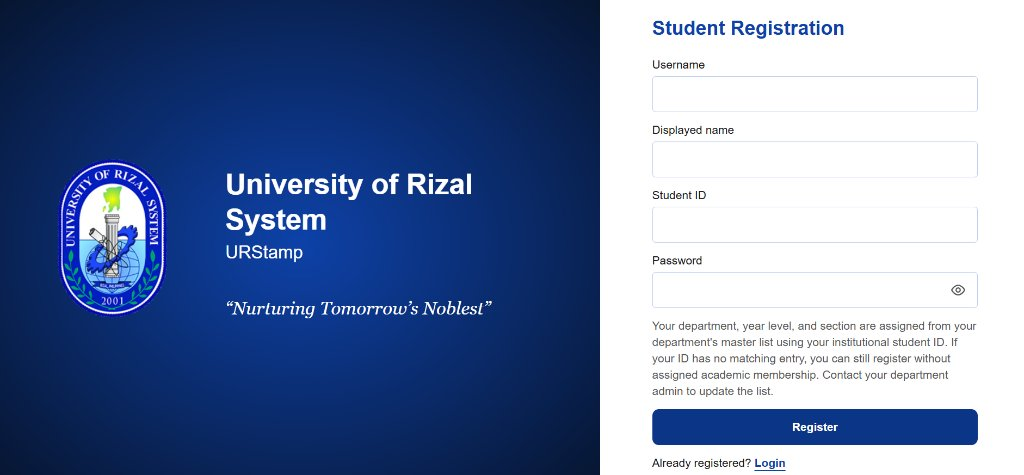 UNIVERSITY OF RIZAL SYSTEM
RIZAL, PHILIPPINES
2001
University of Rizal
System
URStamp
“Nurturing Tomorrow’s Noblest”
Student Registration
Username
Displayed name
Student ID
Password
Your department, year level, and section are assigned from your
department's master list using your institutional student ID. If
your ID has no matching entry, you can still register without
assigned academic membership. Contact your department
admin to update the list.
Register
Already registered? Login